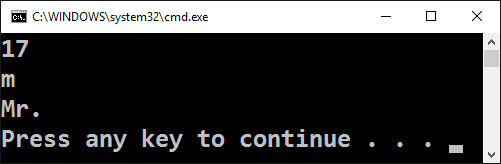 C:\WINDOWS\system32\cmd.exe
17
m
Mr.
Press any key to continue . . .